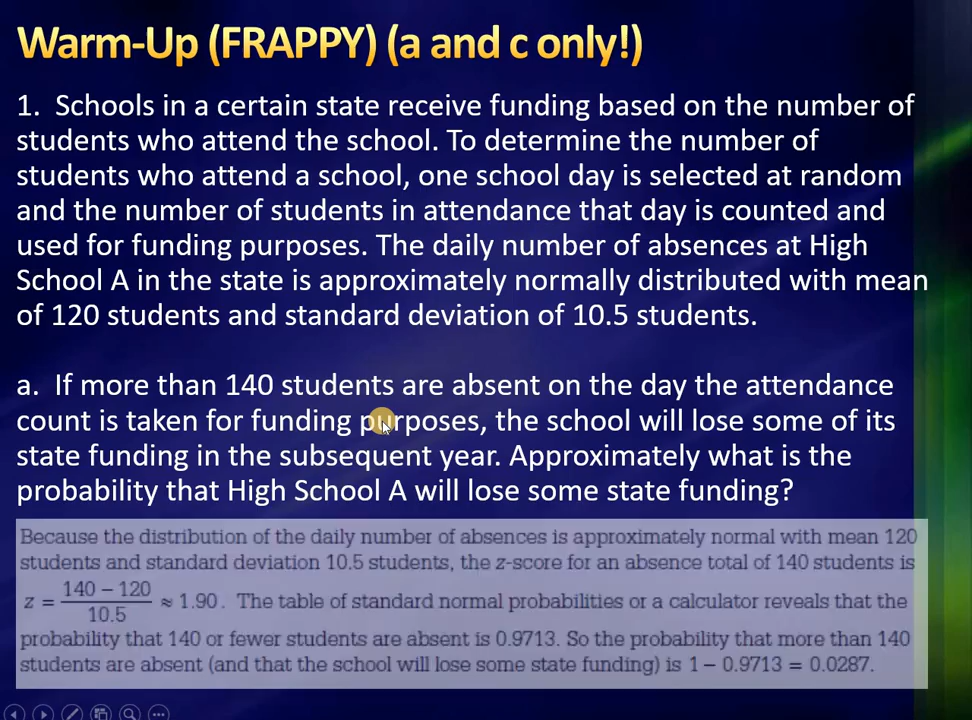 Warm-Up (FRAPPY) (a and c only!)
1. Schools in a certain state receive funding based on the number of
students who attend the school. To determine the number of
students who attend a school, one school day is selected at random
and the number of students in attendance that day is counted and
used for funding purposes. The daily number of absences at High
School A in the state is approximately normally distributed with mean
of 120 students and standard deviation of 10.5 students.
a. If more than 140 students are absent on the day the attendance
count is taken for funding purposes, the school will lose some of its
state funding in the subsequent year. Approximately what is the
probability that High School A will lose some state funding?
Because the distribution of the daily number of absences is approximately normal with mean 120
students and standard deviation 10.5 students, the z-score for an absence total of 140 students is
z = (140 − 120)/10.5 ≈ 1.90. The table of standard normal probabilities or a calculator reveals that the
probability that 140 or fewer students are absent is 0.9713. So the probability that more than 140
students are absent (and that the school will lose some state funding) is 1 − 0.9713 = 0.0287.